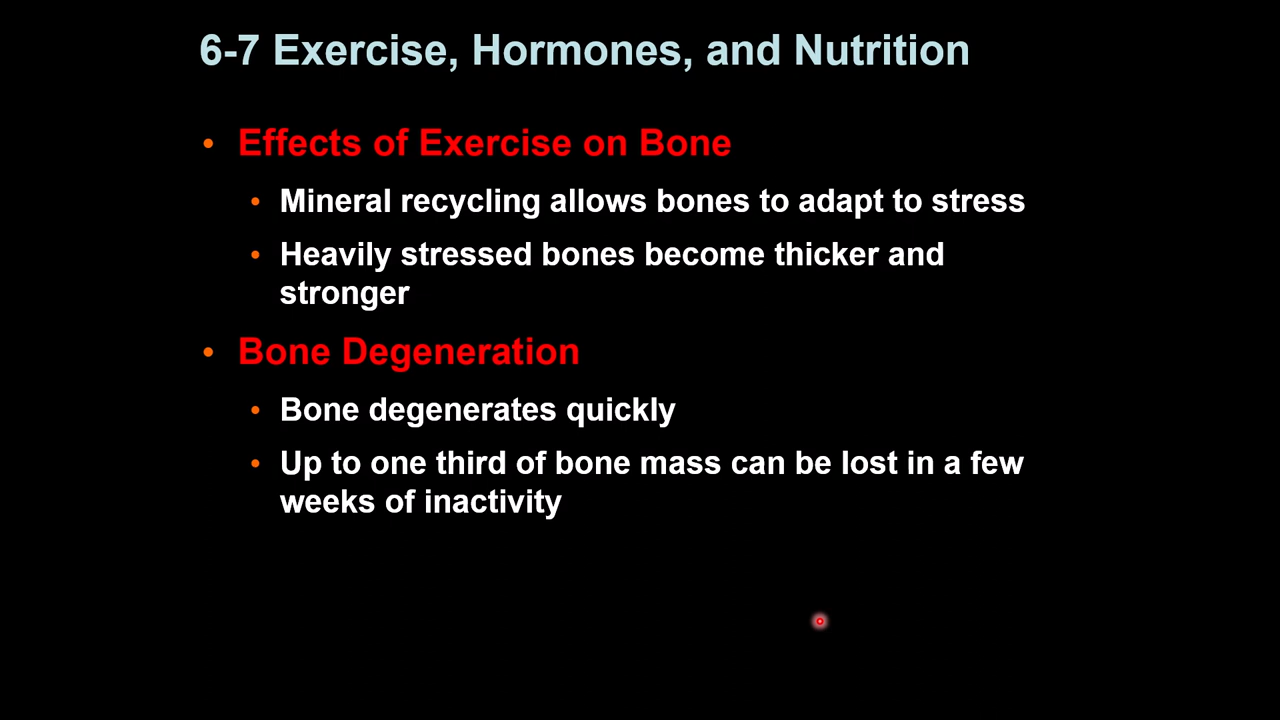 6-7 Exercise, Hormones, and Nutrition
• Effects of Exercise on Bone
• Mineral recycling allows bones to adapt to stress
• Heavily stressed bones become thicker and
stronger
• Bone Degeneration
• Bone degenerates quickly
• Up to one third of bone mass can be lost in a few
weeks of inactivity